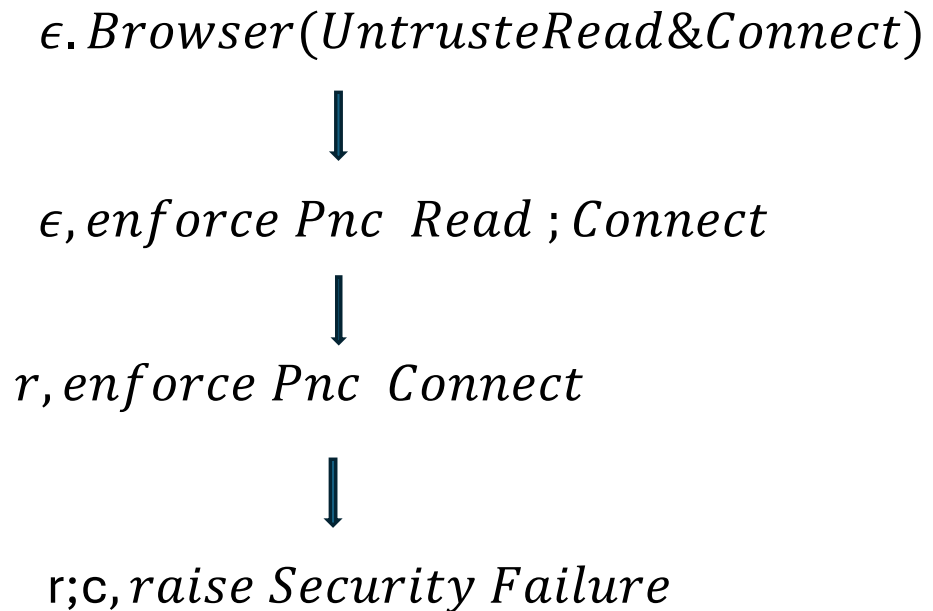 ϵ. Browser(UntrusteRead&Connect)
ϵ, enforce Pnc Read ; Connect
r, enforce Pnc Connect
r;c, raise Security Failure